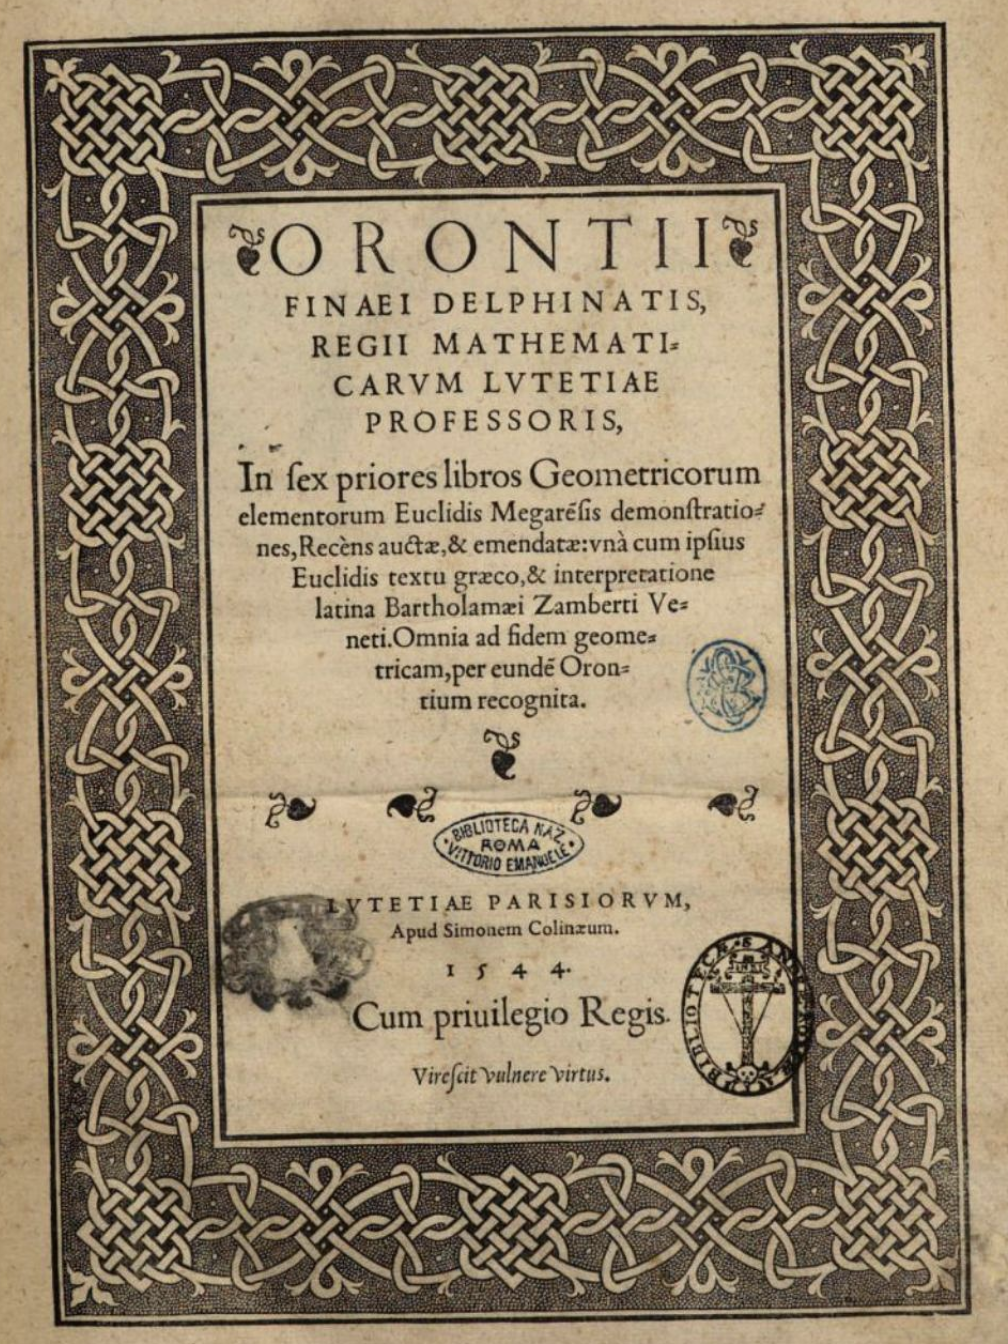 ORONTII
FINAEI DELPHINATIS,
REGII MATHEMATI=
CARVM LVTETIAE
PROFESSORIS,
In ſex priores libros Geometricorum
elementorum Euclidis Megarẽſis demonſtratio=
nes, Recèns auctæ, & emendatæ: vnà cum ipſius
Euclidis textu græco, & interpretatione
latina Bartholamæi Zamberti Ve=
neti. Omnia ad fidem geome=
tricam, per eundẽ Oron=
tium recognita.
BIBLIOTECA NAZ.
ROMA
VITTORIO EMANUELE
LVTETIAE PARISIORVM,
Apud Simonem Colinæum.
1544.
Cum priuilegio Regis.
Vireſcit vulnere virtus.